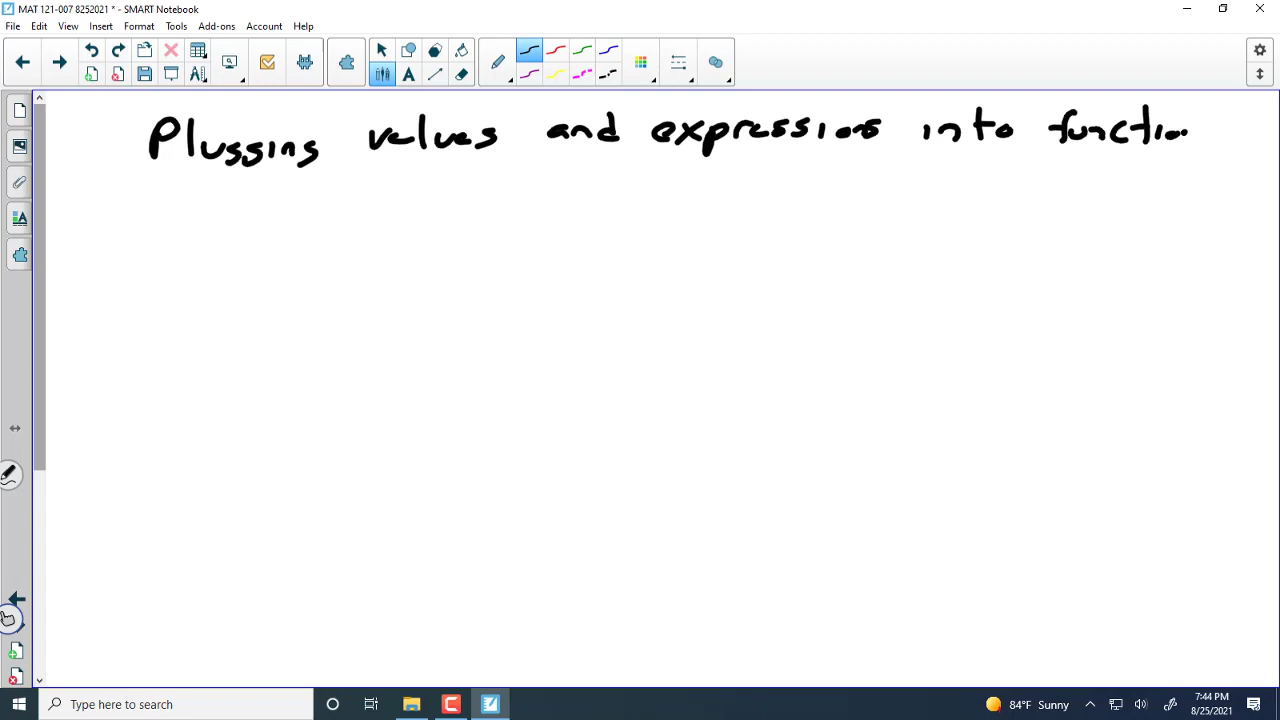 MAT 121-007 8252021 * - SMART Notebook
File Edit View Insert Format Tools Add-ons Account Help
Plugging values and expressions into functio
Type here to search
84°F Sunny
7:44 PM
8/25/2021